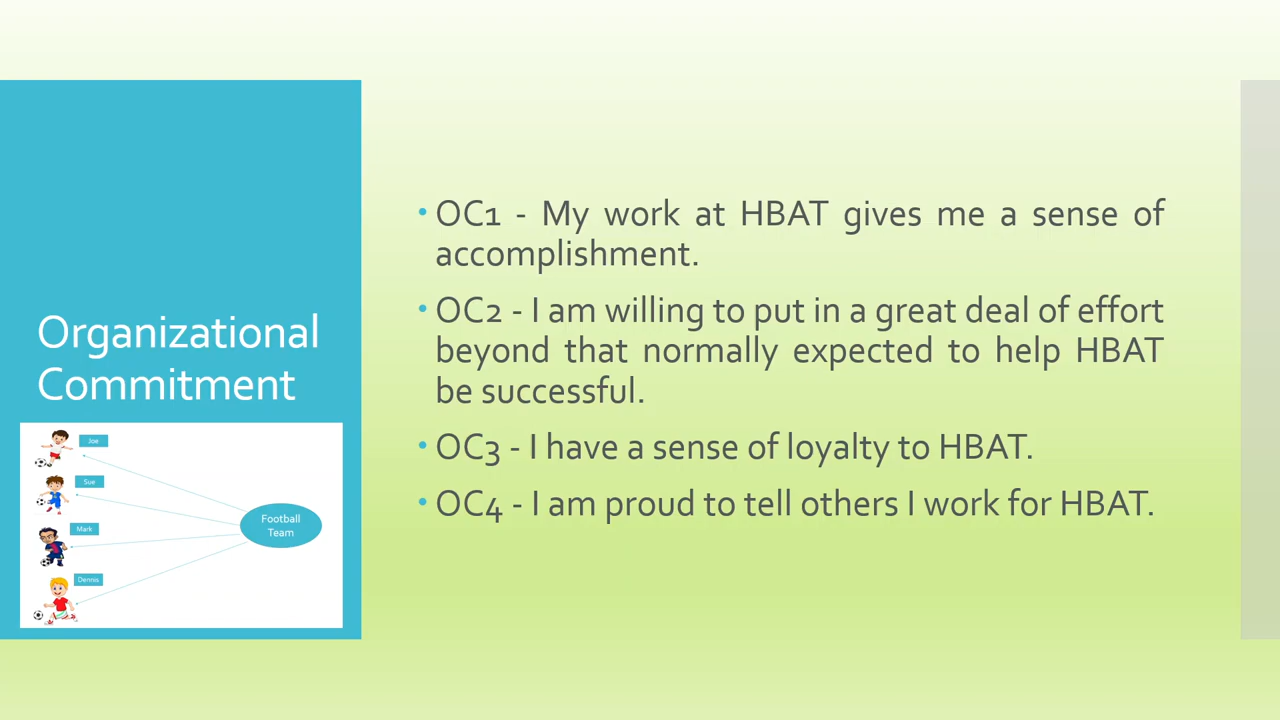 Organizational
Commitment
Joe
Sue
Mark
Dennis
Football
Team
• OC1 - My work at HBAT gives me a sense of
accomplishment.
• OC2 - I am willing to put in a great deal of effort
beyond that normally expected to help HBAT
be successful.
• OC3 - I have a sense of loyalty to HBAT.
• OC4 - I am proud to tell others I work for HBAT.